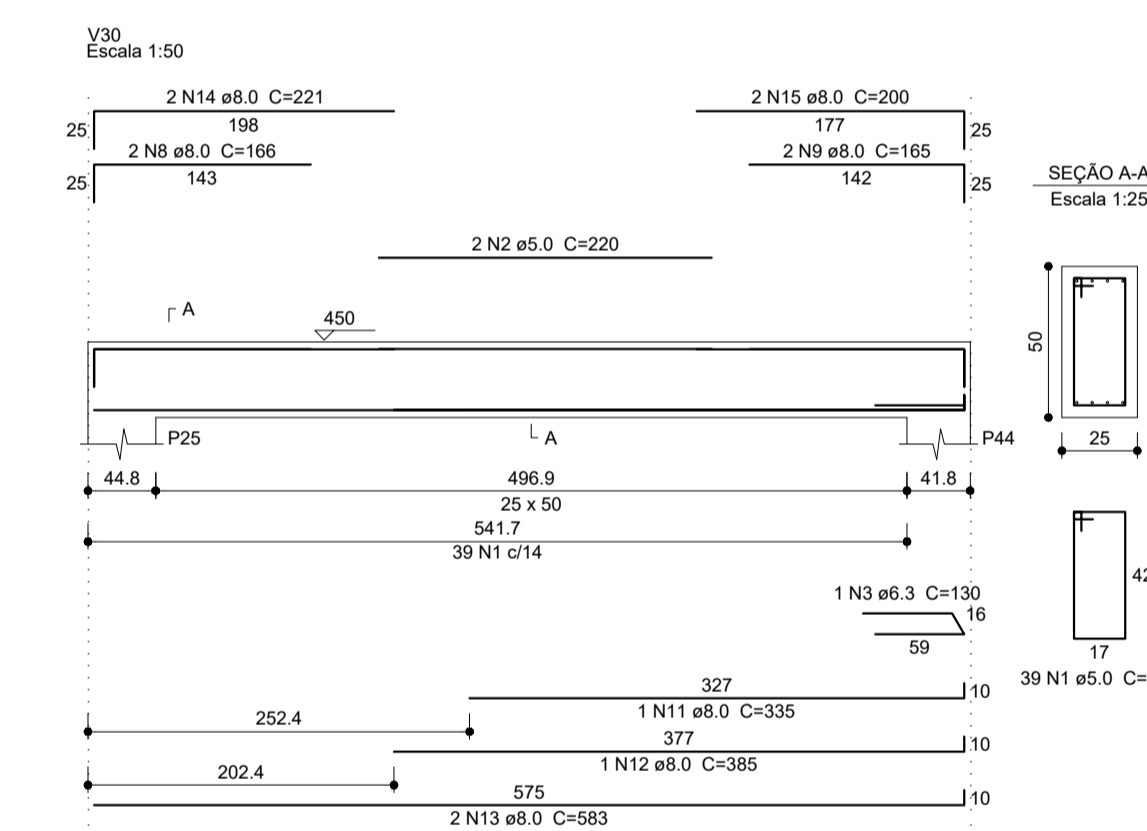 V30
Escala 1:50
2 N14 ø8.0 C=221
2 N15 ø8.0 C=200
25
198
177
25
2 N8 ø8.0 C=166
2 N9 ø8.0 C=165
25
143
142
25
SEÇÃO A-A
Escala 1:25
2 N2 ø5.0 C=220
A
450
50
A
P25
P44
25
44.8
496.9
41.8
25 x 50
541.7
39 N1 c/14
42
1 N3 ø6.3 C=130
16
59
17
39 N1 ø5.0 C=
327
10
1 N11 ø8.0 C=335
252.4
377
10
1 N12 ø8.0 C=385
202.4
575
10
2 N13 ø8.0 C=583